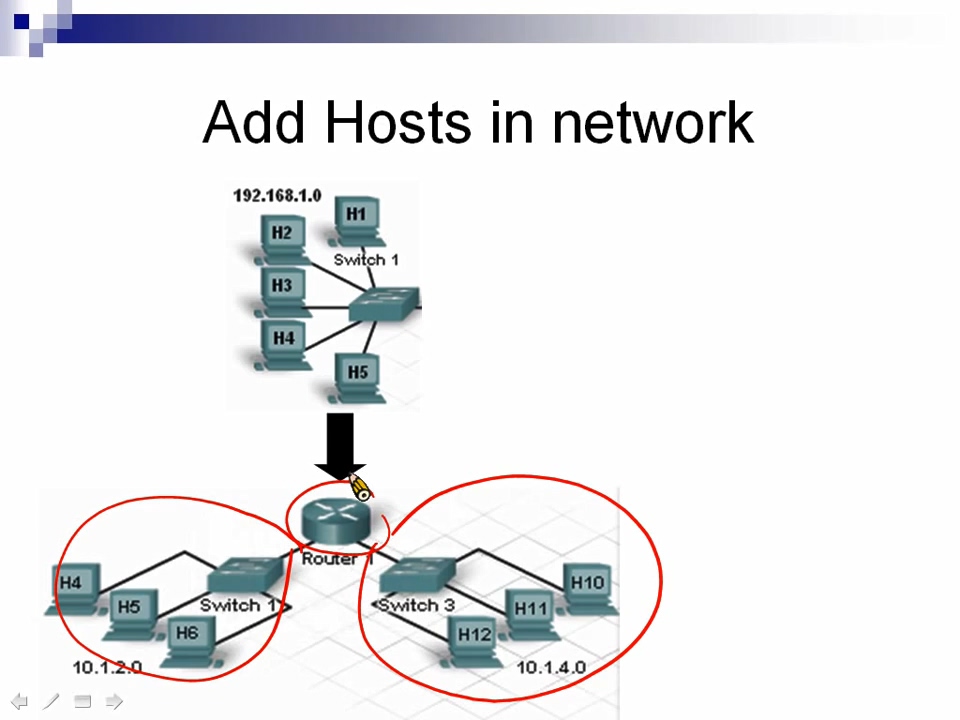 Add Hosts in network
192.168.1.0
H1
H2
Switch 1
H3
H4
H5
Router 1
H4
H10
H5
Switch 1
Switch 3
H11
H6
H12
10.1.2.0
10.1.4.0